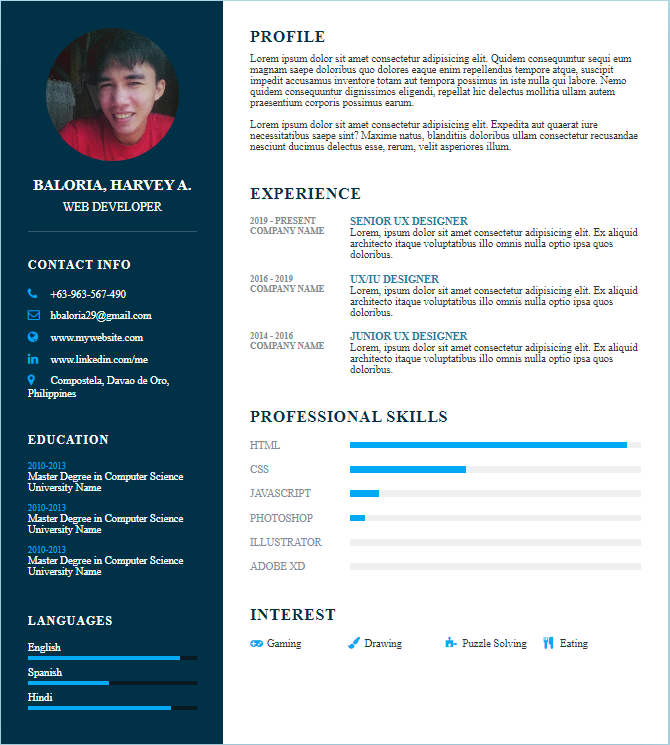 BALORIA, HARVEY A.
WEB DEVELOPER
CONTACT INFO
+63-963-567-490
hbaloria29@gmail.com
www.mywebsite.com
www.linkedin.com/me
Compostela, Davao de Oro,
Philippines
EDUCATION
2010-2013
Master Degree in Computer Science
University Name
2010-2013
Master Degree in Computer Science
University Name
2010-2013
Master Degree in Computer Science
University Name
LANGUAGES
English
Spanish
Hindi
PROFILE
Lorem ipsum dolor sit amet consectetur adipisicing elit. Quidem consequuntur sequi eum
magnam saepe doloribus quo dolores eaque enim repellendus tempore atque, suscipit
impedit accusamus inventore totam aut tempora possimus in iste nulla qui labore. Nemo
quidem consequuntur dignissimos eligendi, repellat hic delectus mollitia ullam autem
praesentium corporis possimus earum.
Lorem ipsum dolor sit amet consectetur adipisicing elit. Expedita aut quaerat iure
necessitatibus saepe sint? Maxime natus, blanditiis doloribus ullam consectetur recusandae
nesciunt ducimus delectus esse, rerum, velit asperiores illum.
EXPERIENCE
2019 - PRESENT
COMPANY NAME
SENIOR UX DESIGNER
Lorem, ipsum dolor sit amet consectetur adipisicing elit. Ex aliquid
architecto itaque voluptatibus illo omnis nulla optio ipsa quos
doloribus.
2016 - 2019
COMPANY NAME
UX/IU DESIGNER
Lorem, ipsum dolor sit amet consectetur adipisicing elit. Ex aliquid
architecto itaque voluptatibus illo omnis nulla optio ipsa quos
doloribus.
2014 - 2016
COMPANY NAME
JUNIOR UX DESIGNER
Lorem, ipsum dolor sit amet consectetur adipisicing elit. Ex aliquid
architecto itaque voluptatibus illo omnis nulla optio ipsa quos
doloribus.
PROFESSIONAL SKILLS
HTML
CSS
JAVASCRIPT
PHOTOSHOP
ILLUSTRATOR
ADOBE XD
INTEREST
Gaming Drawing Puzzle Solving Eating